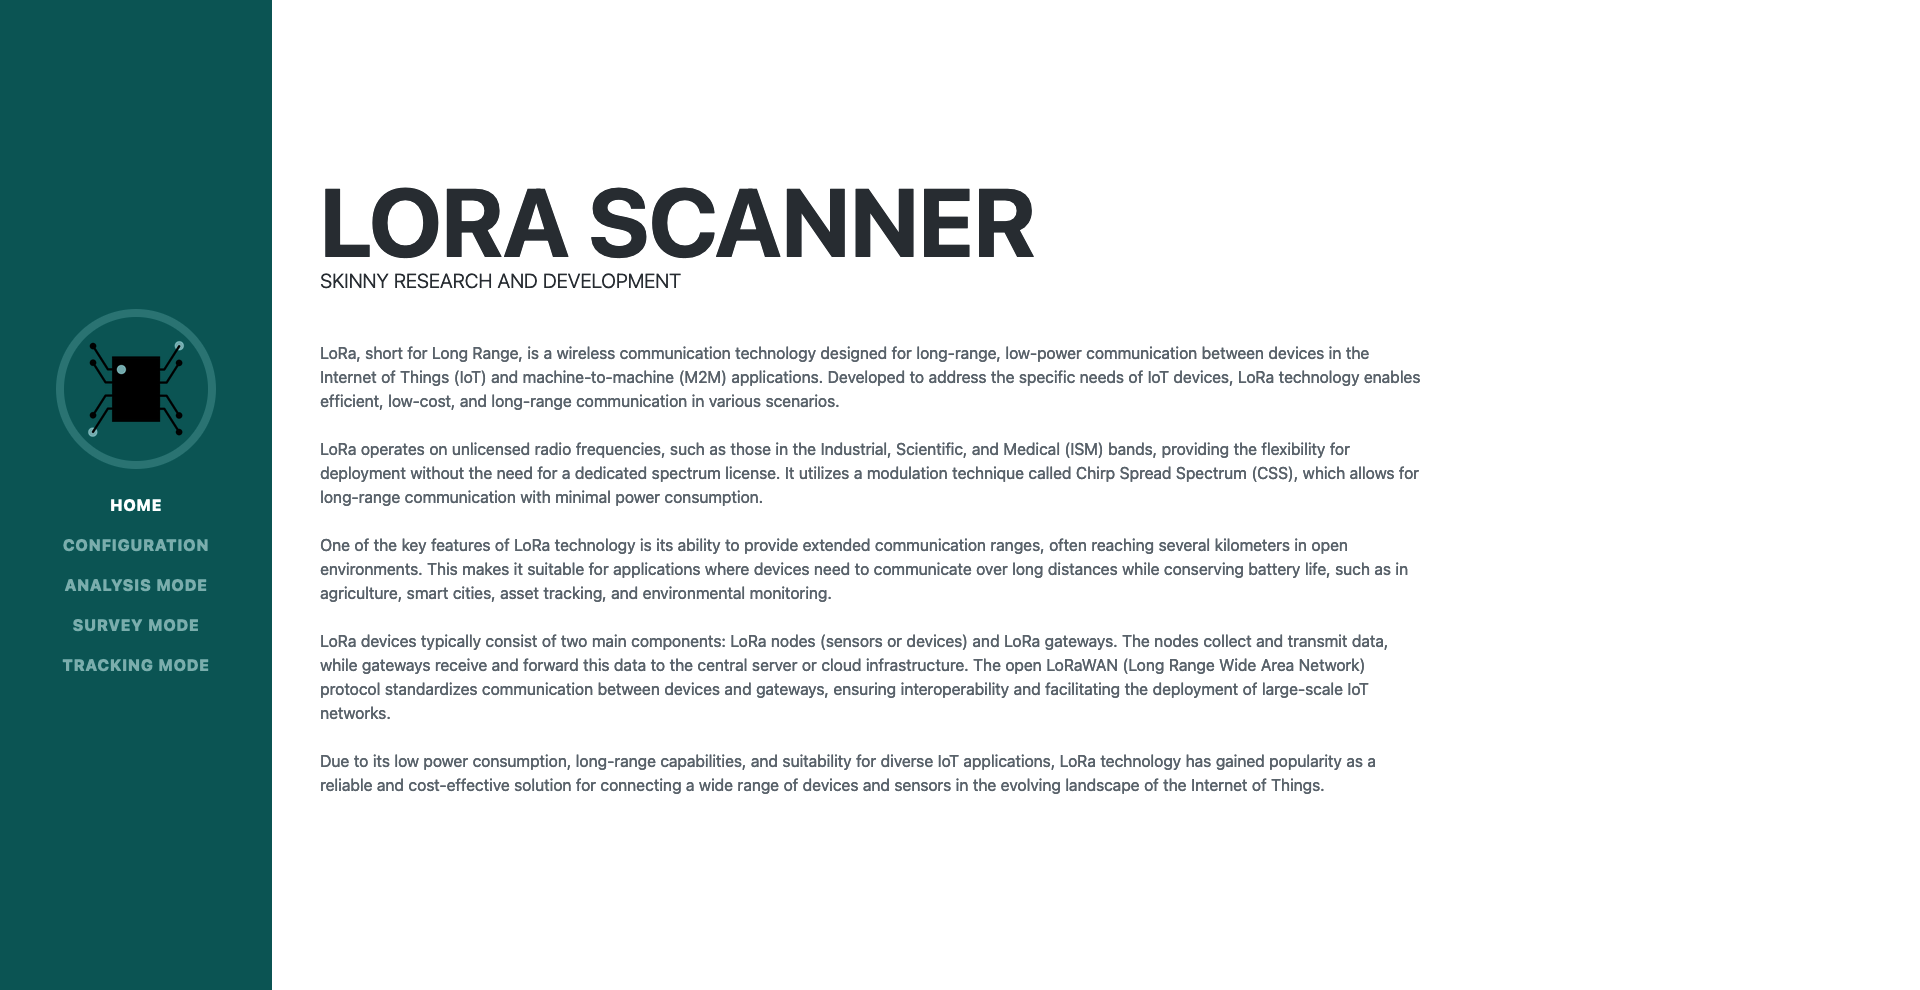 HOME
CONFIGURATION
ANALYSIS MODE
SURVEY MODE
TRACKING MODE
LORA SCANNER
SKINNY RESEARCH AND DEVELOPMENT
LoRa, short for Long Range, is a wireless communication technology designed for long-range, low-power communication between devices in the
Internet of Things (IoT) and machine-to-machine (M2M) applications. Developed to address the specific needs of IoT devices, LoRa technology enables
efficient, low-cost, and long-range communication in various scenarios.
LoRa operates on unlicensed radio frequencies, such as those in the Industrial, Scientific, and Medical (ISM) bands, providing the flexibility for
deployment without the need for a dedicated spectrum license. It utilizes a modulation technique called Chirp Spread Spectrum (CSS), which allows for
long-range communication with minimal power consumption.
One of the key features of LoRa technology is its ability to provide extended communication ranges, often reaching several kilometers in open
environments. This makes it suitable for applications where devices need to communicate over long distances while conserving battery life, such as in
agriculture, smart cities, asset tracking, and environmental monitoring.
LoRa devices typically consist of two main components: LoRa nodes (sensors or devices) and LoRa gateways. The nodes collect and transmit data,
while gateways receive and forward this data to the central server or cloud infrastructure. The open LoRaWAN (Long Range Wide Area Network)
protocol standardizes communication between devices and gateways, ensuring interoperability and facilitating the deployment of large-scale IoT
networks.
Due to its low power consumption, long-range capabilities, and suitability for diverse IoT applications, LoRa technology has gained popularity as a
reliable and cost-effective solution for connecting a wide range of devices and sensors in the evolving landscape of the Internet of Things.